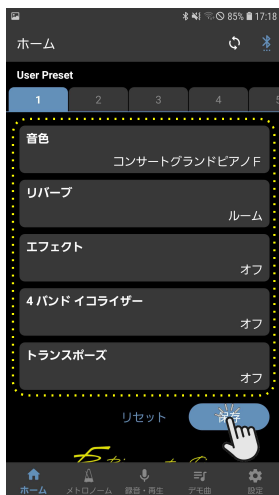 85% 17:18
ホーム
User Preset
1 2 3 4
音色
コンサートグランドピアノF
リバーブ
ルーム
エフェクト
オフ
4バンド イコライザー
オフ
トランスポーズ
オフ
リセット 保存
ホーム メトロノーム 録音・再生 デモ曲 設定